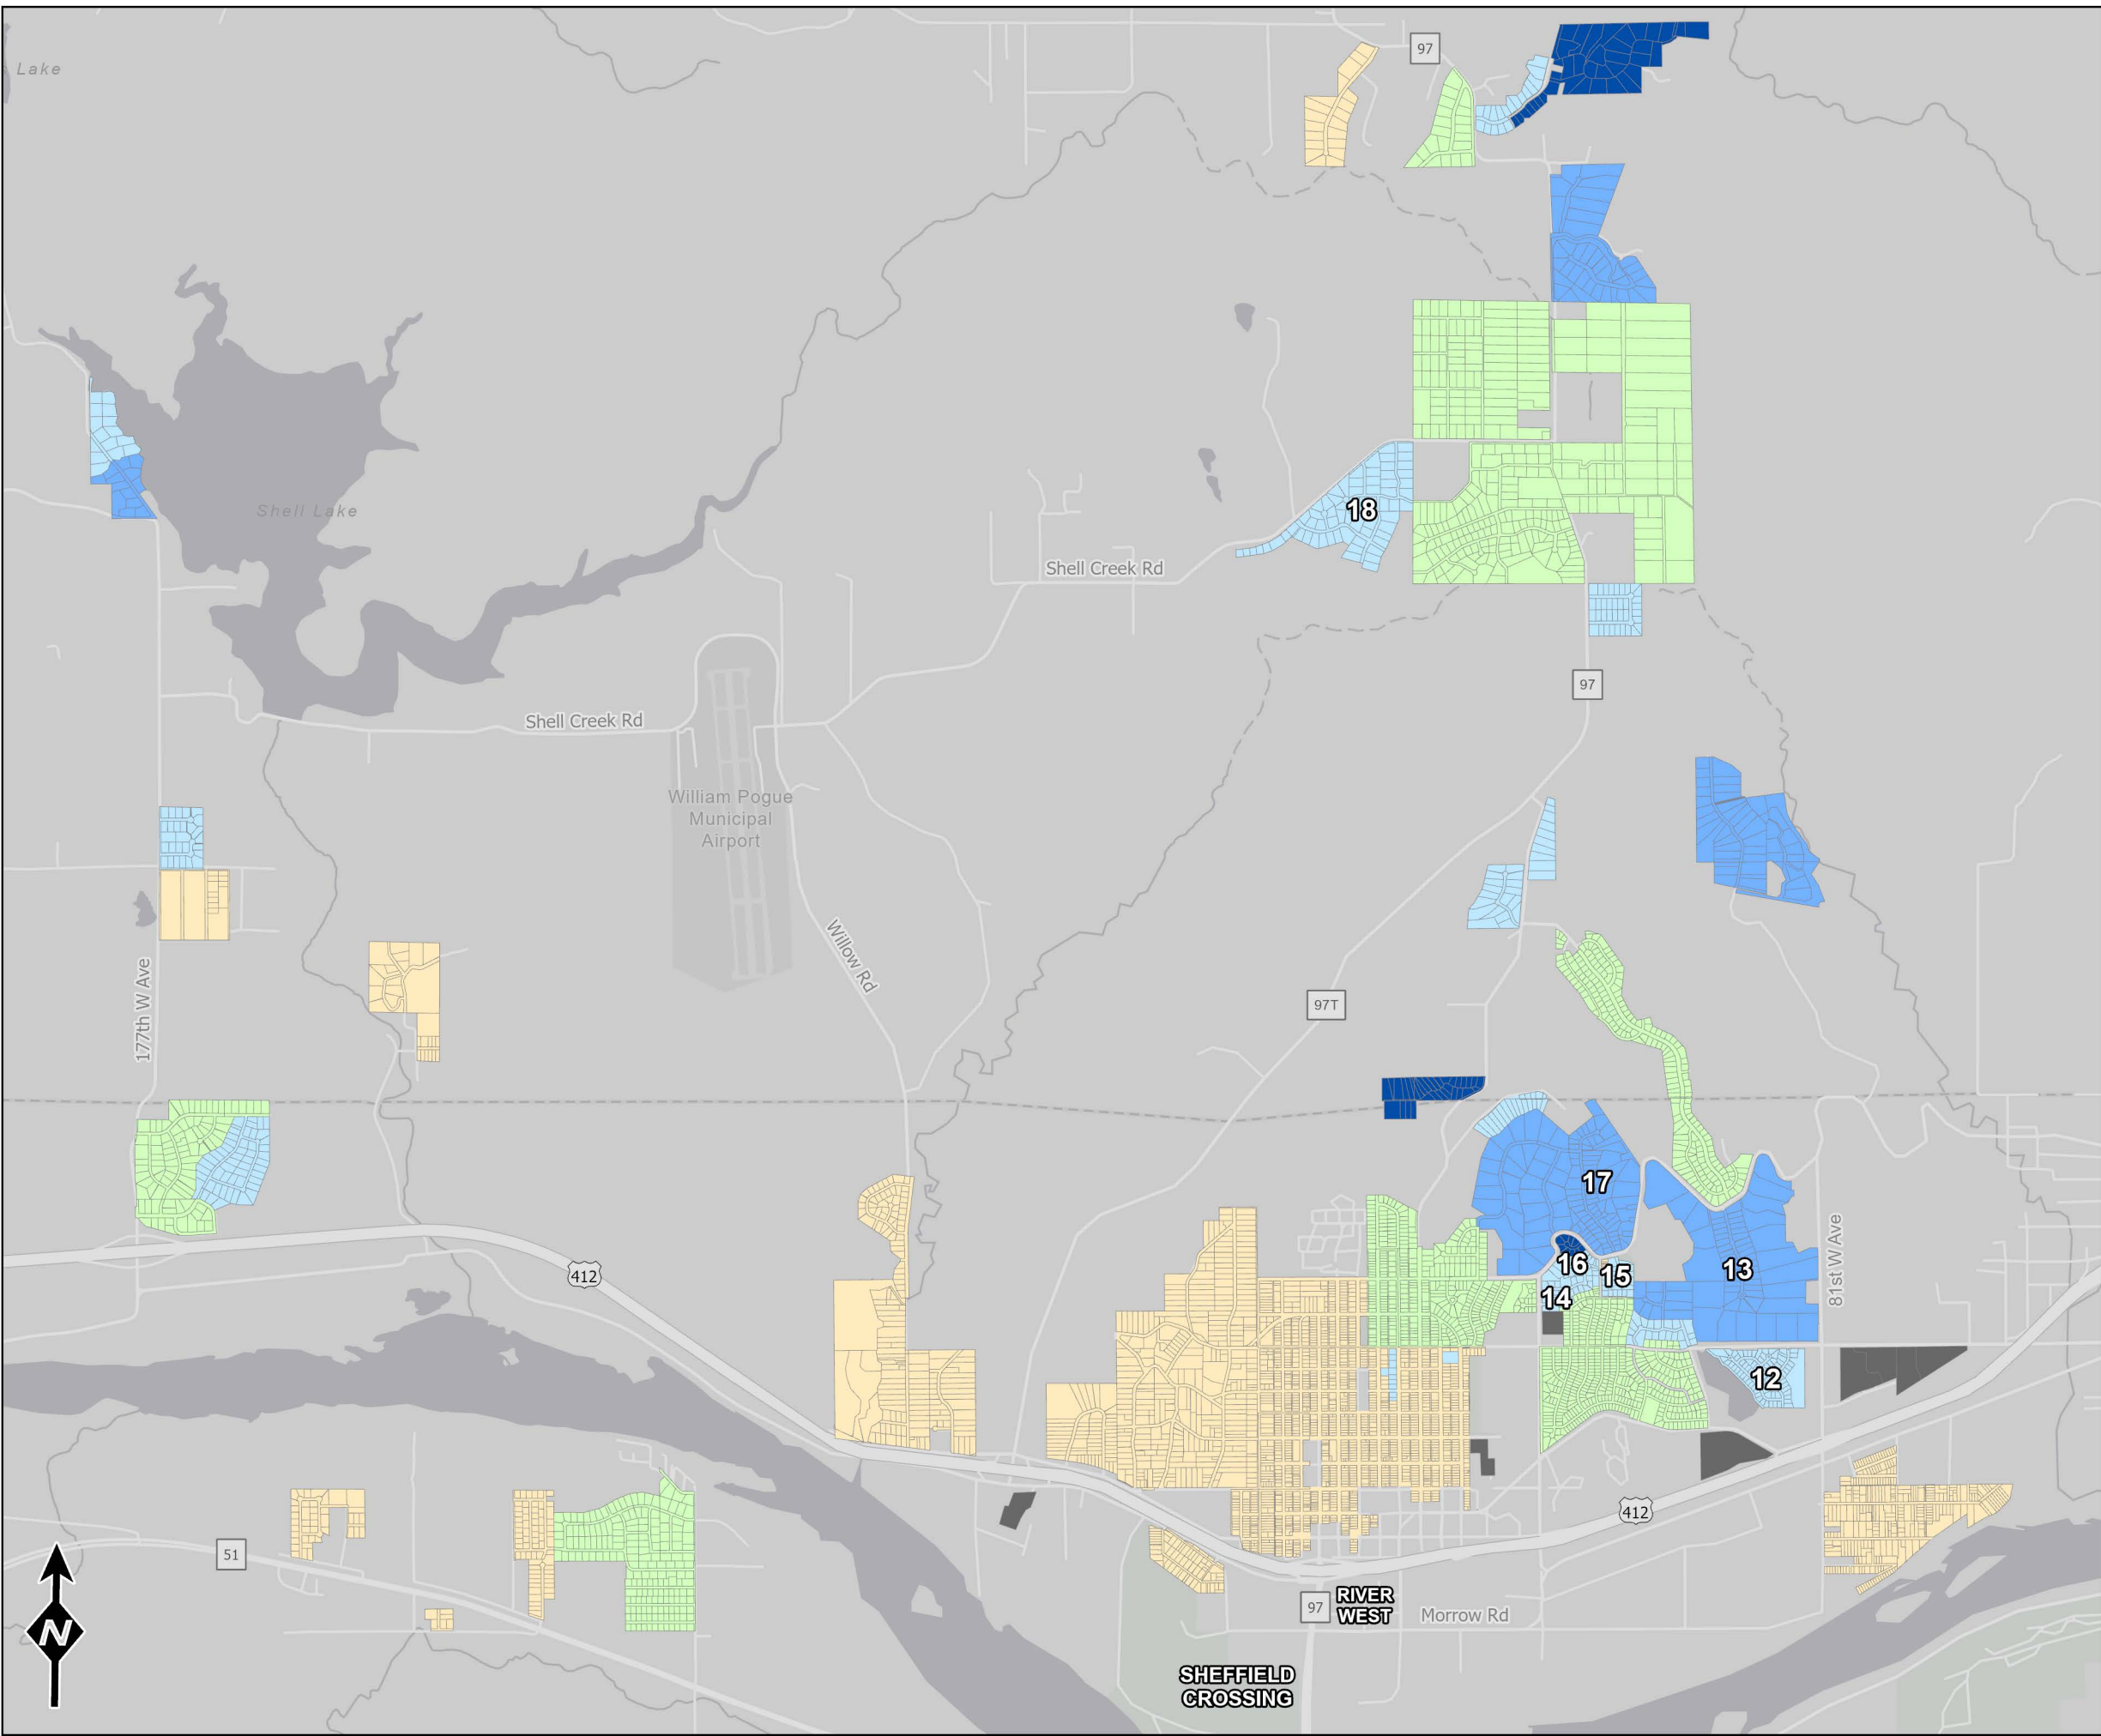 97
Lake
Shell Lake
18
Shell Creek Rd
97
Shell Creek Rd
William Pogue
Municipal
Airport
Willow Rd
177th W Ave
97T
17
16
15
13
14
81st W Ave
412
12
412
51
N
97
RIVER
WEST
Morrow Rd
SHEFFIELD
CROSSING